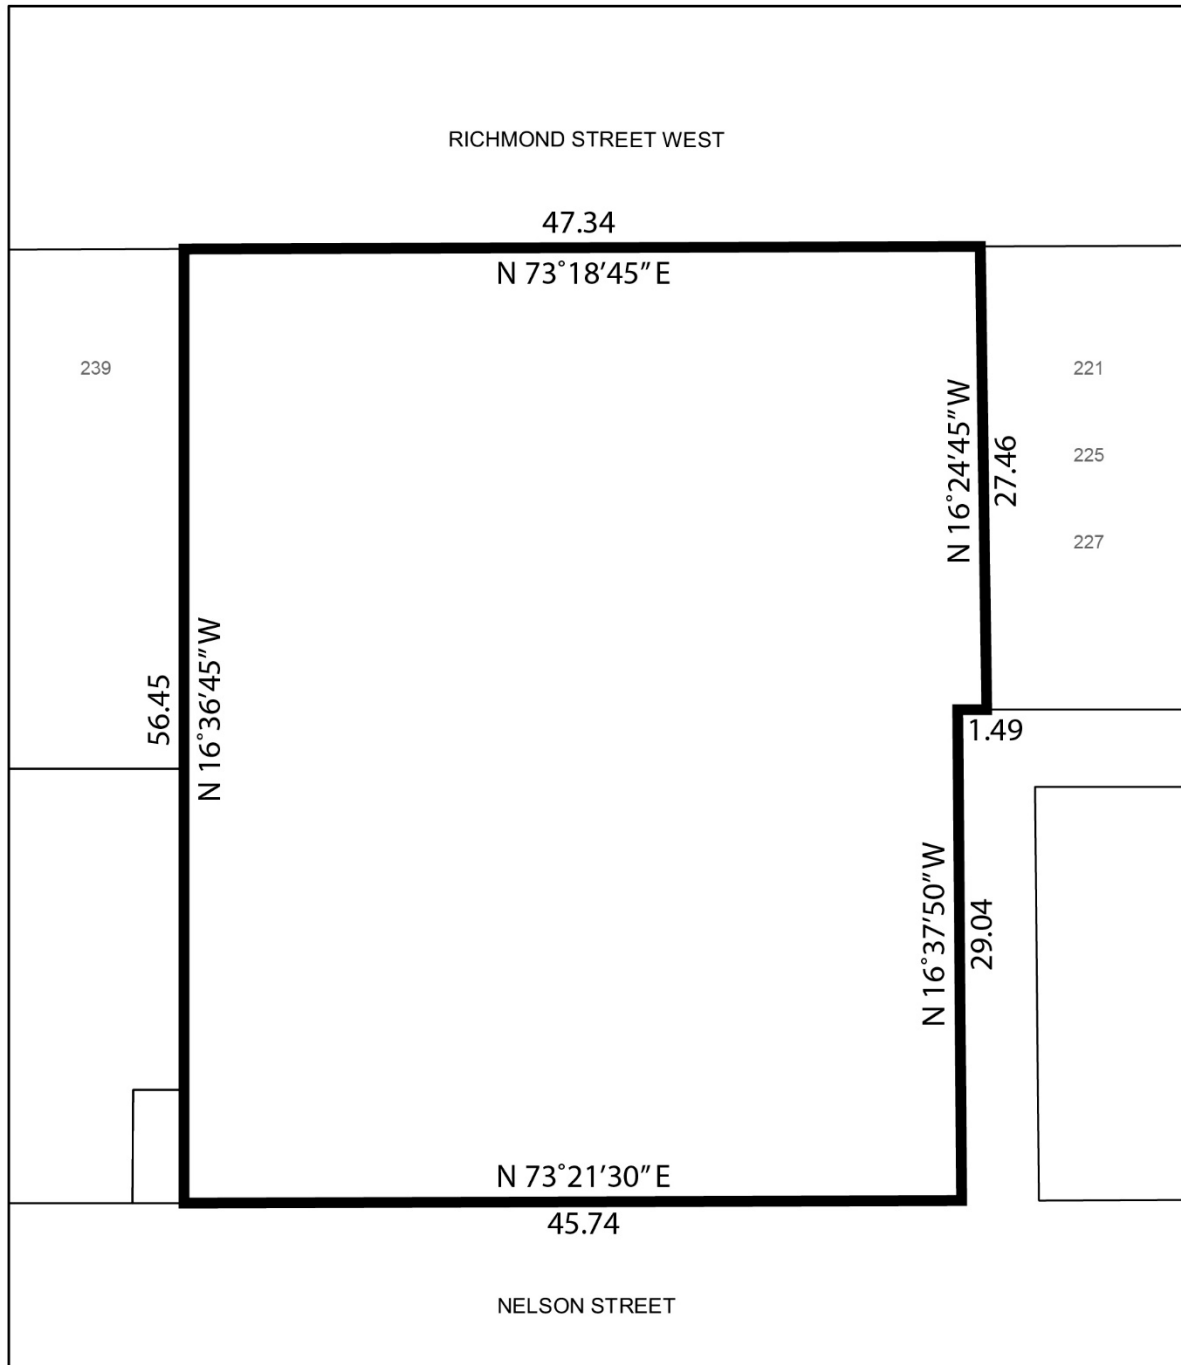 RICHMOND STREET WEST
47.34
N 73˚18’45” E
239
221
N 16˚24’45” W
27.46
225
227
56.45
N 16˚36’45” W
1.49
N 16˚37’50” W
29.04
N 73˚21’30” E
45.74
NELSON STREET